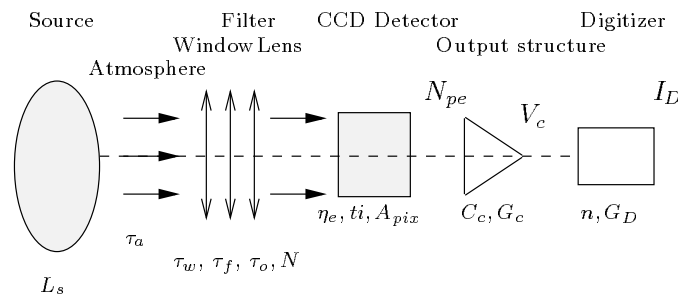 Source Filter CCD Detector Digitizer
Window Lens Output structure
Atmosphere
N_pe V_c I_D
η_e, ti, A_pix C_c, G_c n, G_D
τ_a
τ_w, τ_f, τ_o, N
L_s